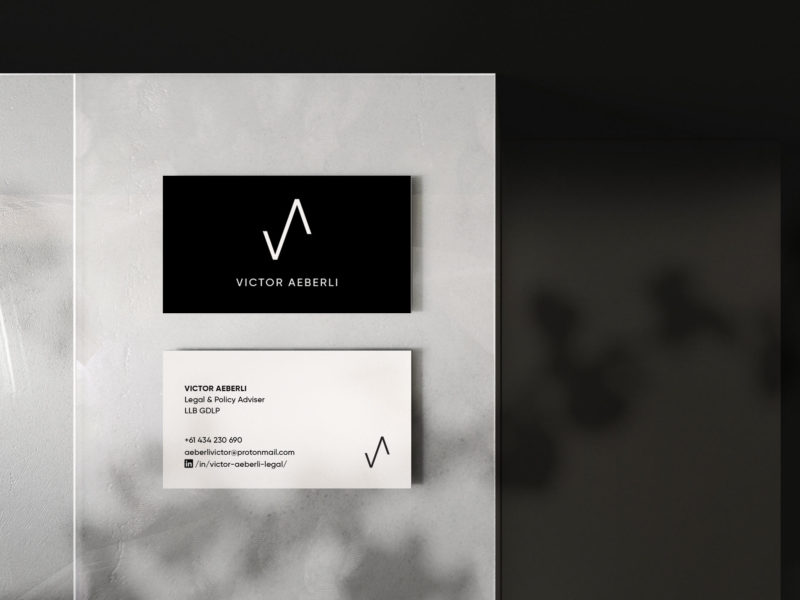 VICTOR AEBERLI
VICTOR AEBERLI
Legal & Policy Adviser
LLB GDLP
+61 434 230 690
aeberlivictor@protonmail.com
in /in/victor-aeberli-legal/